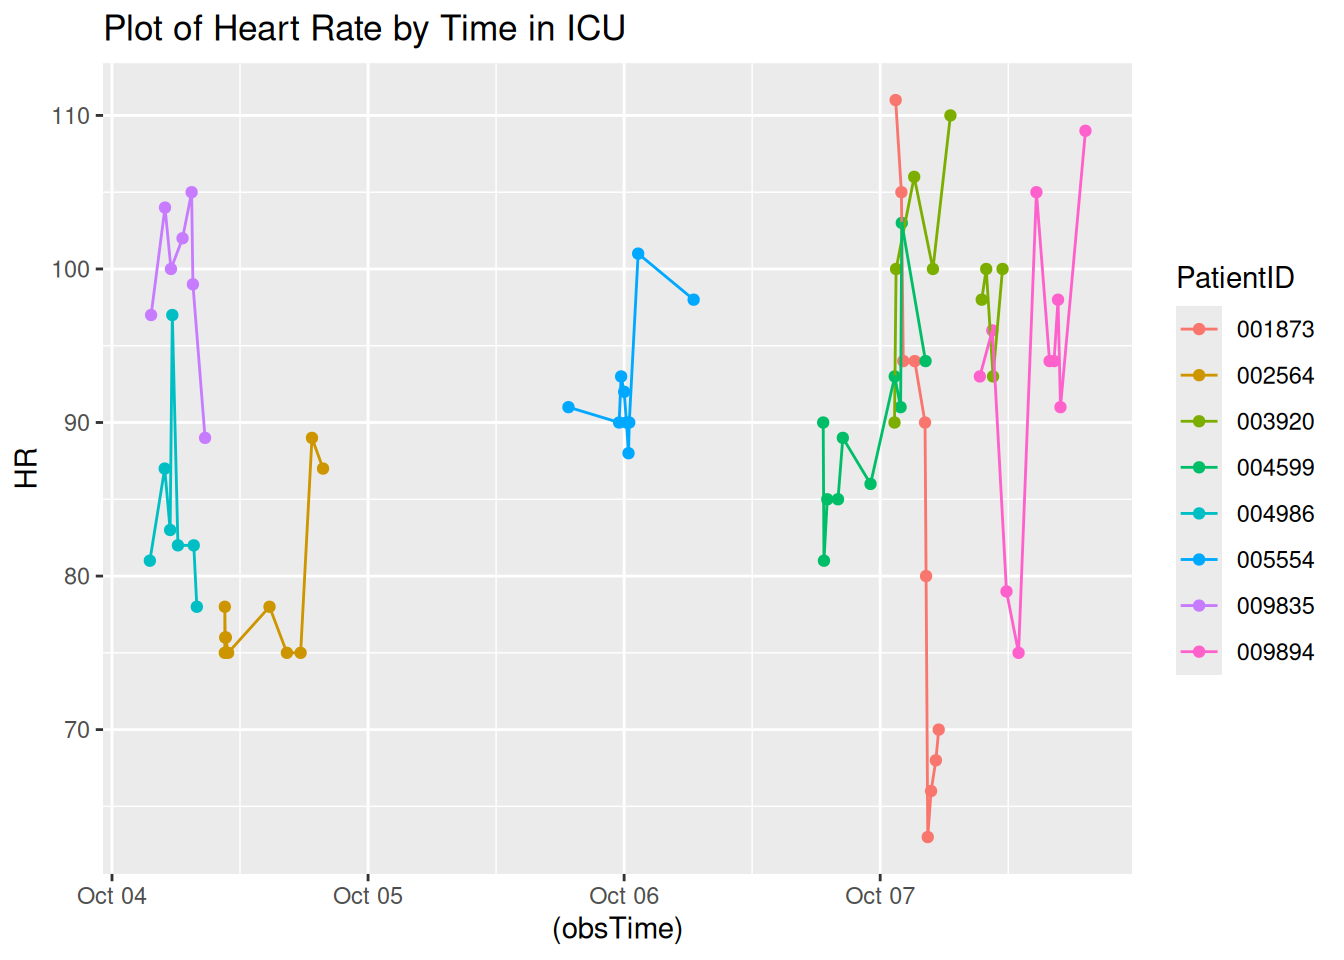 Plot of Heart Rate by Time in ICU
HR
110
100
90
80
70
Oct 04
Oct 05
Oct 06
Oct 07
(obsTime)
PatientID
001873
002564
003920
004599
004986
005554
009835
009894